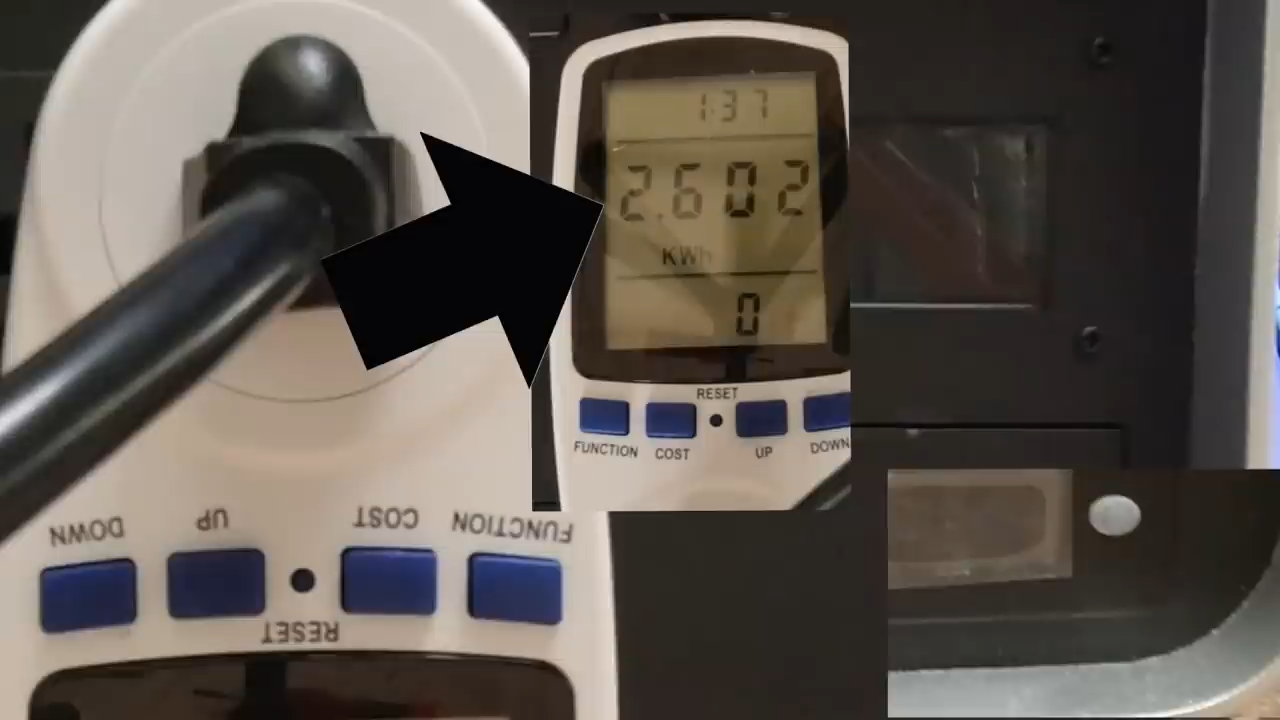 1:37
2.602
KWh
0
RESET
FUNCTION COST UP DOWN
DOWN UP COST FUNCTION
RESET